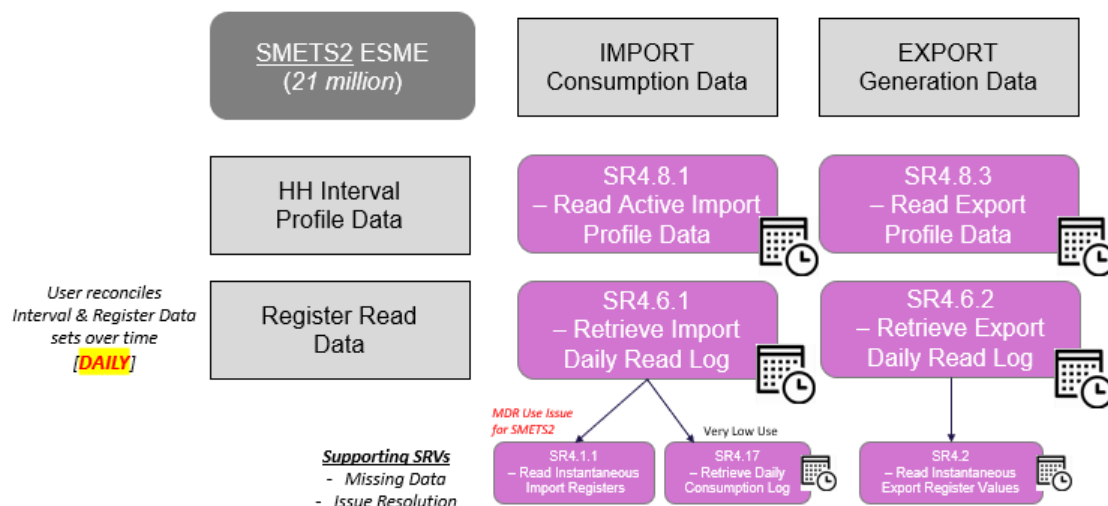 SMETS2 ESME
(21 million)
IMPORT
Consumption Data
EXPORT
Generation Data
HH Interval
Profile Data
SR4.8.1
– Read Active Import
Profile Data
SR4.8.3
– Read Export
Profile Data
User reconciles
Interval & Register Data
sets over time
[DAILY]
Register Read
Data
SR4.6.1
– Retrieve Import
Daily Read Log
SR4.6.2
– Retrieve Export
Daily Read Log
MDR Use Issue
for SMETS2
Very Low Use
Supporting SRVs
- Missing Data
- Issue Resolution
SR4.1.1
– Read Instantaneous
Import Registers
SR4.17
– Retrieve Daily
Consumption Log
SR4.2
– Read Instantaneous
Export Register Values